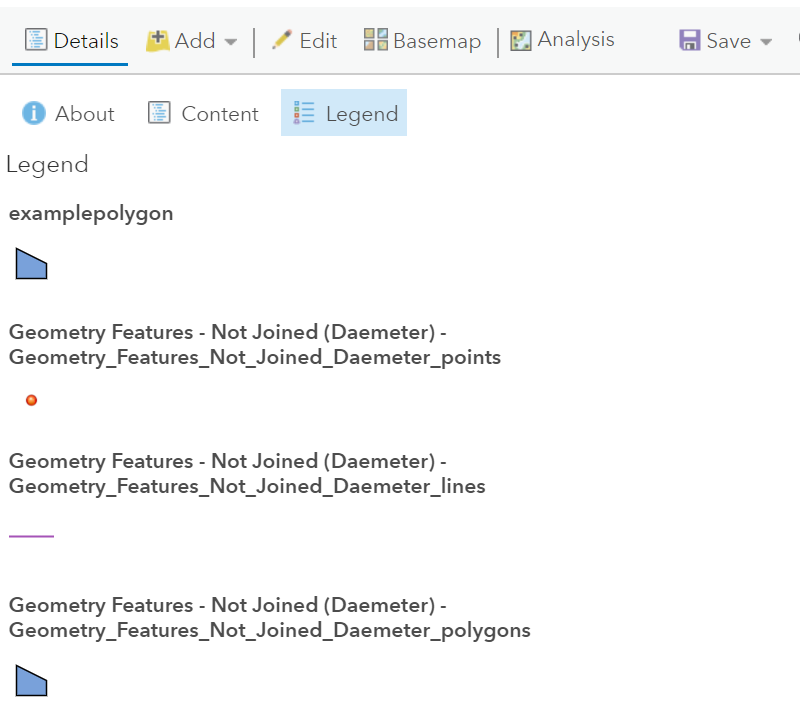 Details Add Edit Basemap Analysis Save
About Content Legend
Legend
examplepolygon
Geometry Features - Not Joined (Daemeter) -
Geometry_Features_Not_Joined_Daemeter_points
Geometry Features - Not Joined (Daemeter) -
Geometry_Features_Not_Joined_Daemeter_lines
Geometry Features - Not Joined (Daemeter) -
Geometry_Features_Not_Joined_Daemeter_polygons